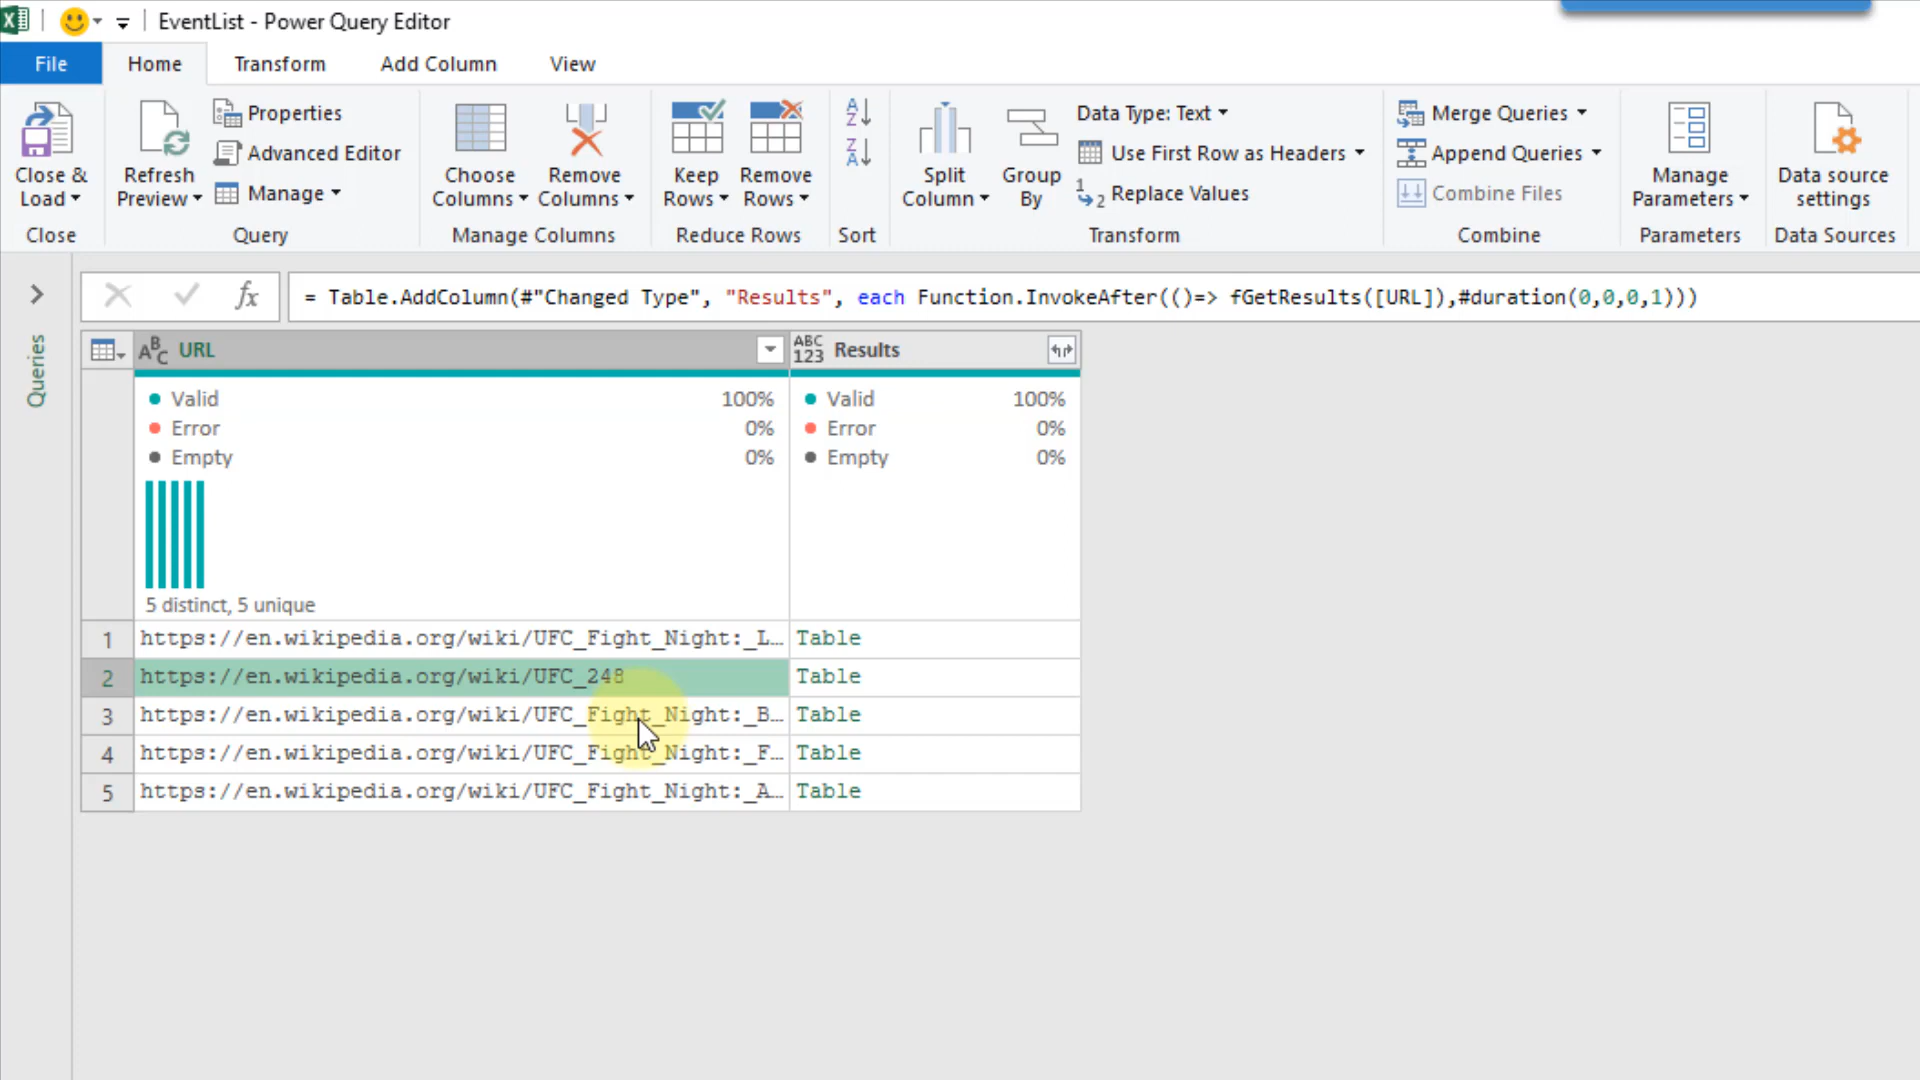 EventList - Power Query Editor
File Home Transform Add Column View
Close & Load
Refresh Preview
Properties
Advanced Editor
Manage
Choose Columns
Remove Columns
Keep Rows
Remove Rows
A Z
Z A
Split Column
Group By
Data Type: Text
Use First Row as Headers
1 2 Replace Values
Merge Queries
Append Queries
Combine Files
Manage Parameters
Data source settings
Close Query Manage Columns Reduce Rows Sort Transform Combine Parameters Data Sources
Queries
fx = Table.AddColumn(#"Changed Type", "Results", each Function.InvokeAfter(()=> fGetResults([URL]),#duration(0,0,0,1)))
ABC URL ABC 123 Results
Valid 100% Valid 100%
Error 0% Error 0%
Empty 0% Empty 0%
5 distinct, 5 unique
1 https://en.wikipedia.org/wiki/UFC_Fight_Night:_L… Table
2 https://en.wikipedia.org/wiki/UFC_248 Table
3 https://en.wikipedia.org/wiki/UFC_Fight_Night:_B… Table
4 https://en.wikipedia.org/wiki/UFC_Fight_Night:_F… Table
5 https://en.wikipedia.org/wiki/UFC_Fight_Night:_A… Table